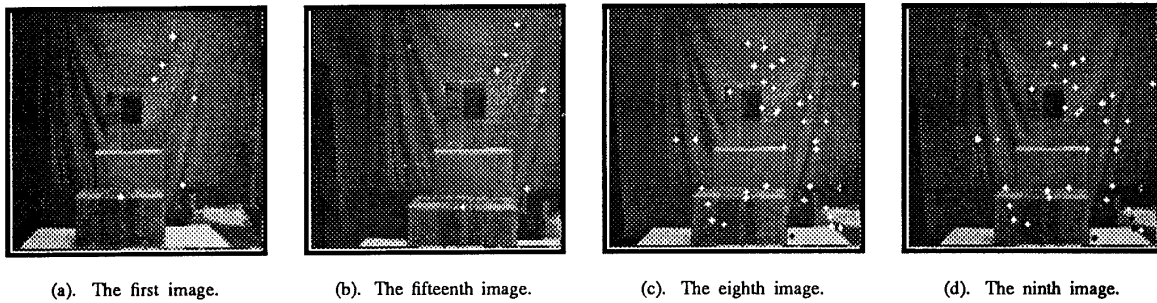 (a). The first image.
(b). The fifteenth image.
(c). The eighth image.
(d). The ninth image.